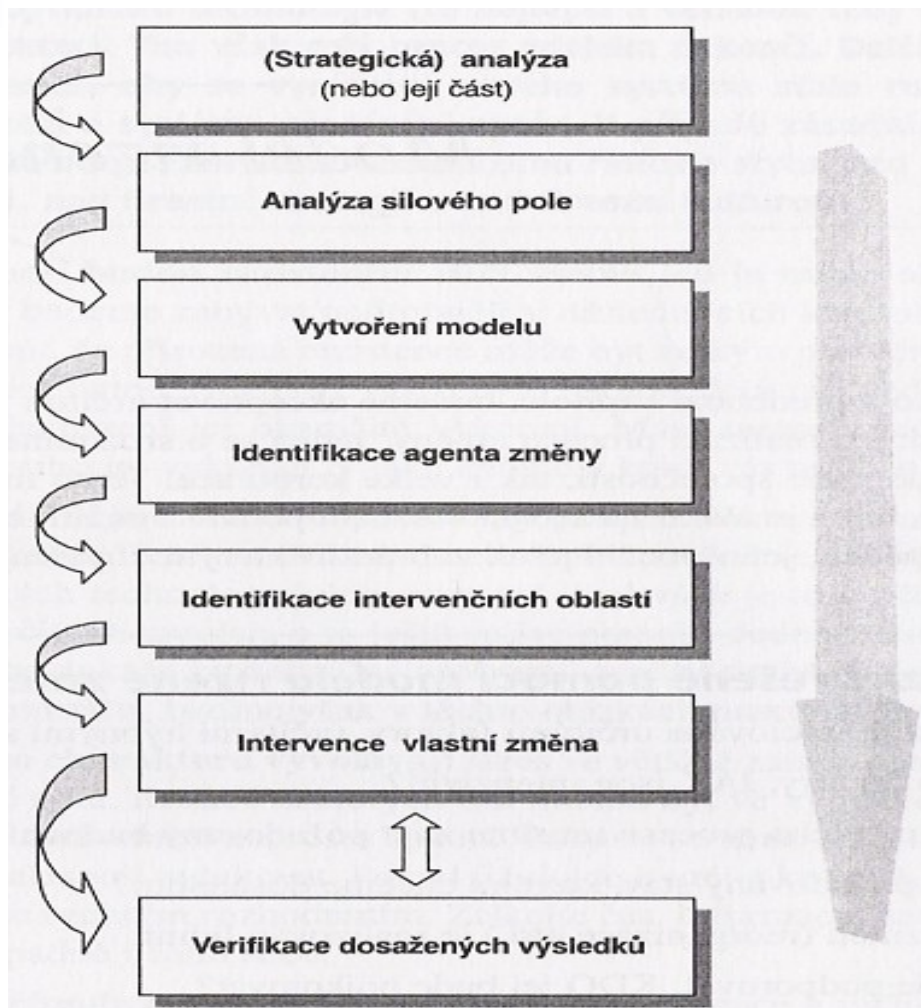 (Strategická) analýza
(nebo její část)
Analýza silového pole
Vytvoření modelu
Identifikace agenta změny
Identifikace intervenčních oblastí
Intervence vlastní změna
Verifikace dosažených výsledků